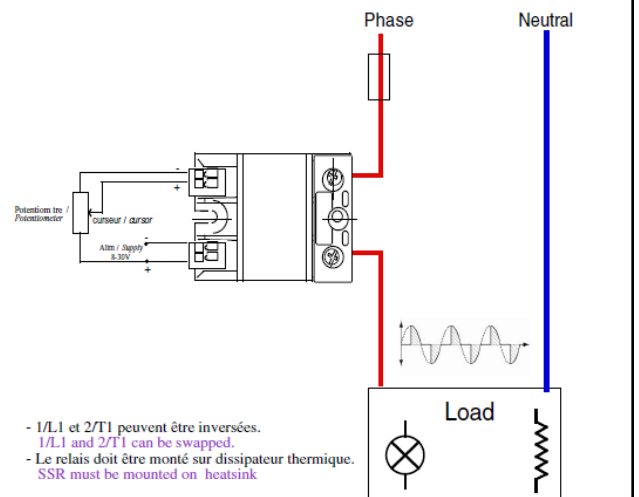 Phase
Neutral
-
+
Potentiom tre /
Potentiometer
curseur / cursor
-
Alim / Supply
8-30V
+
Load
- 1/L1 et 2/T1 peuvent être inversées.
1/L1 and 2/T1 can be swapped.
- Le relais doit être monté sur dissipateur thermique.
SSR must be mounted on heatsink